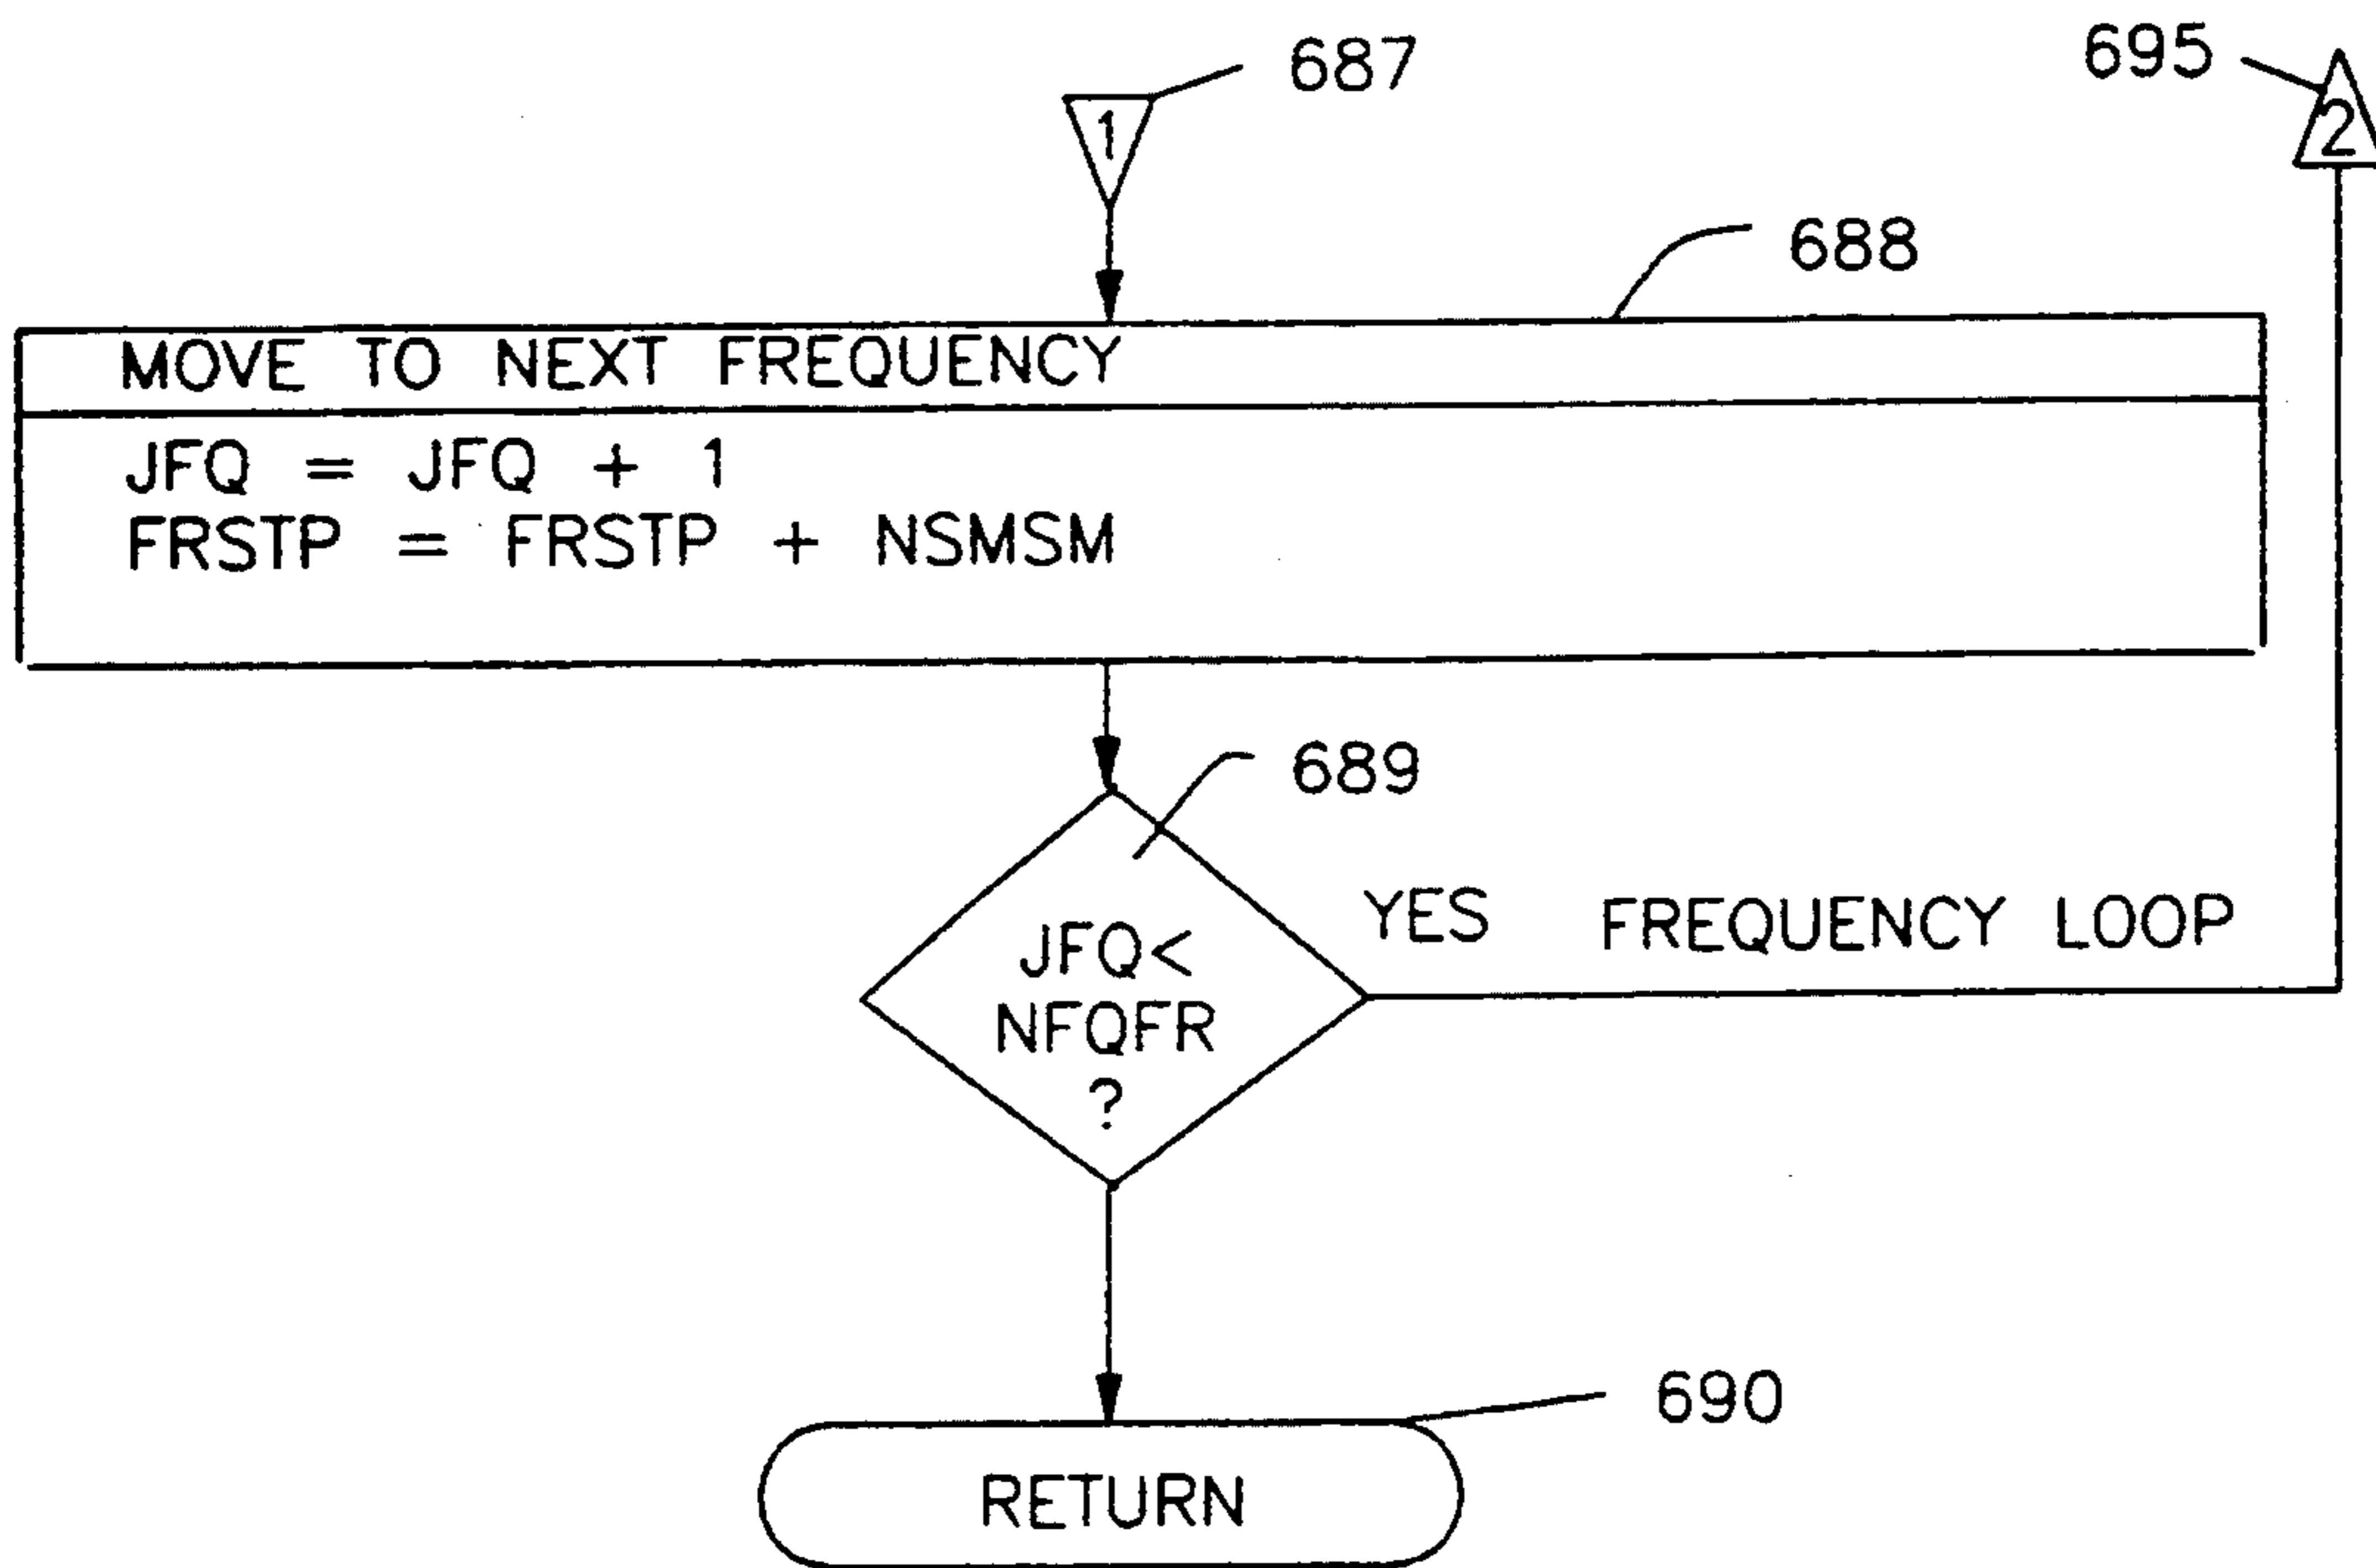 687
695
1
2
688
MOVE TO NEXT FREQUENCY
JFQ = JFQ + 1
FRSTP = FRSTP + NSMSM
689
JFQ<
NFQFR
?
YES FREQUENCY LOOP
690
RETURN